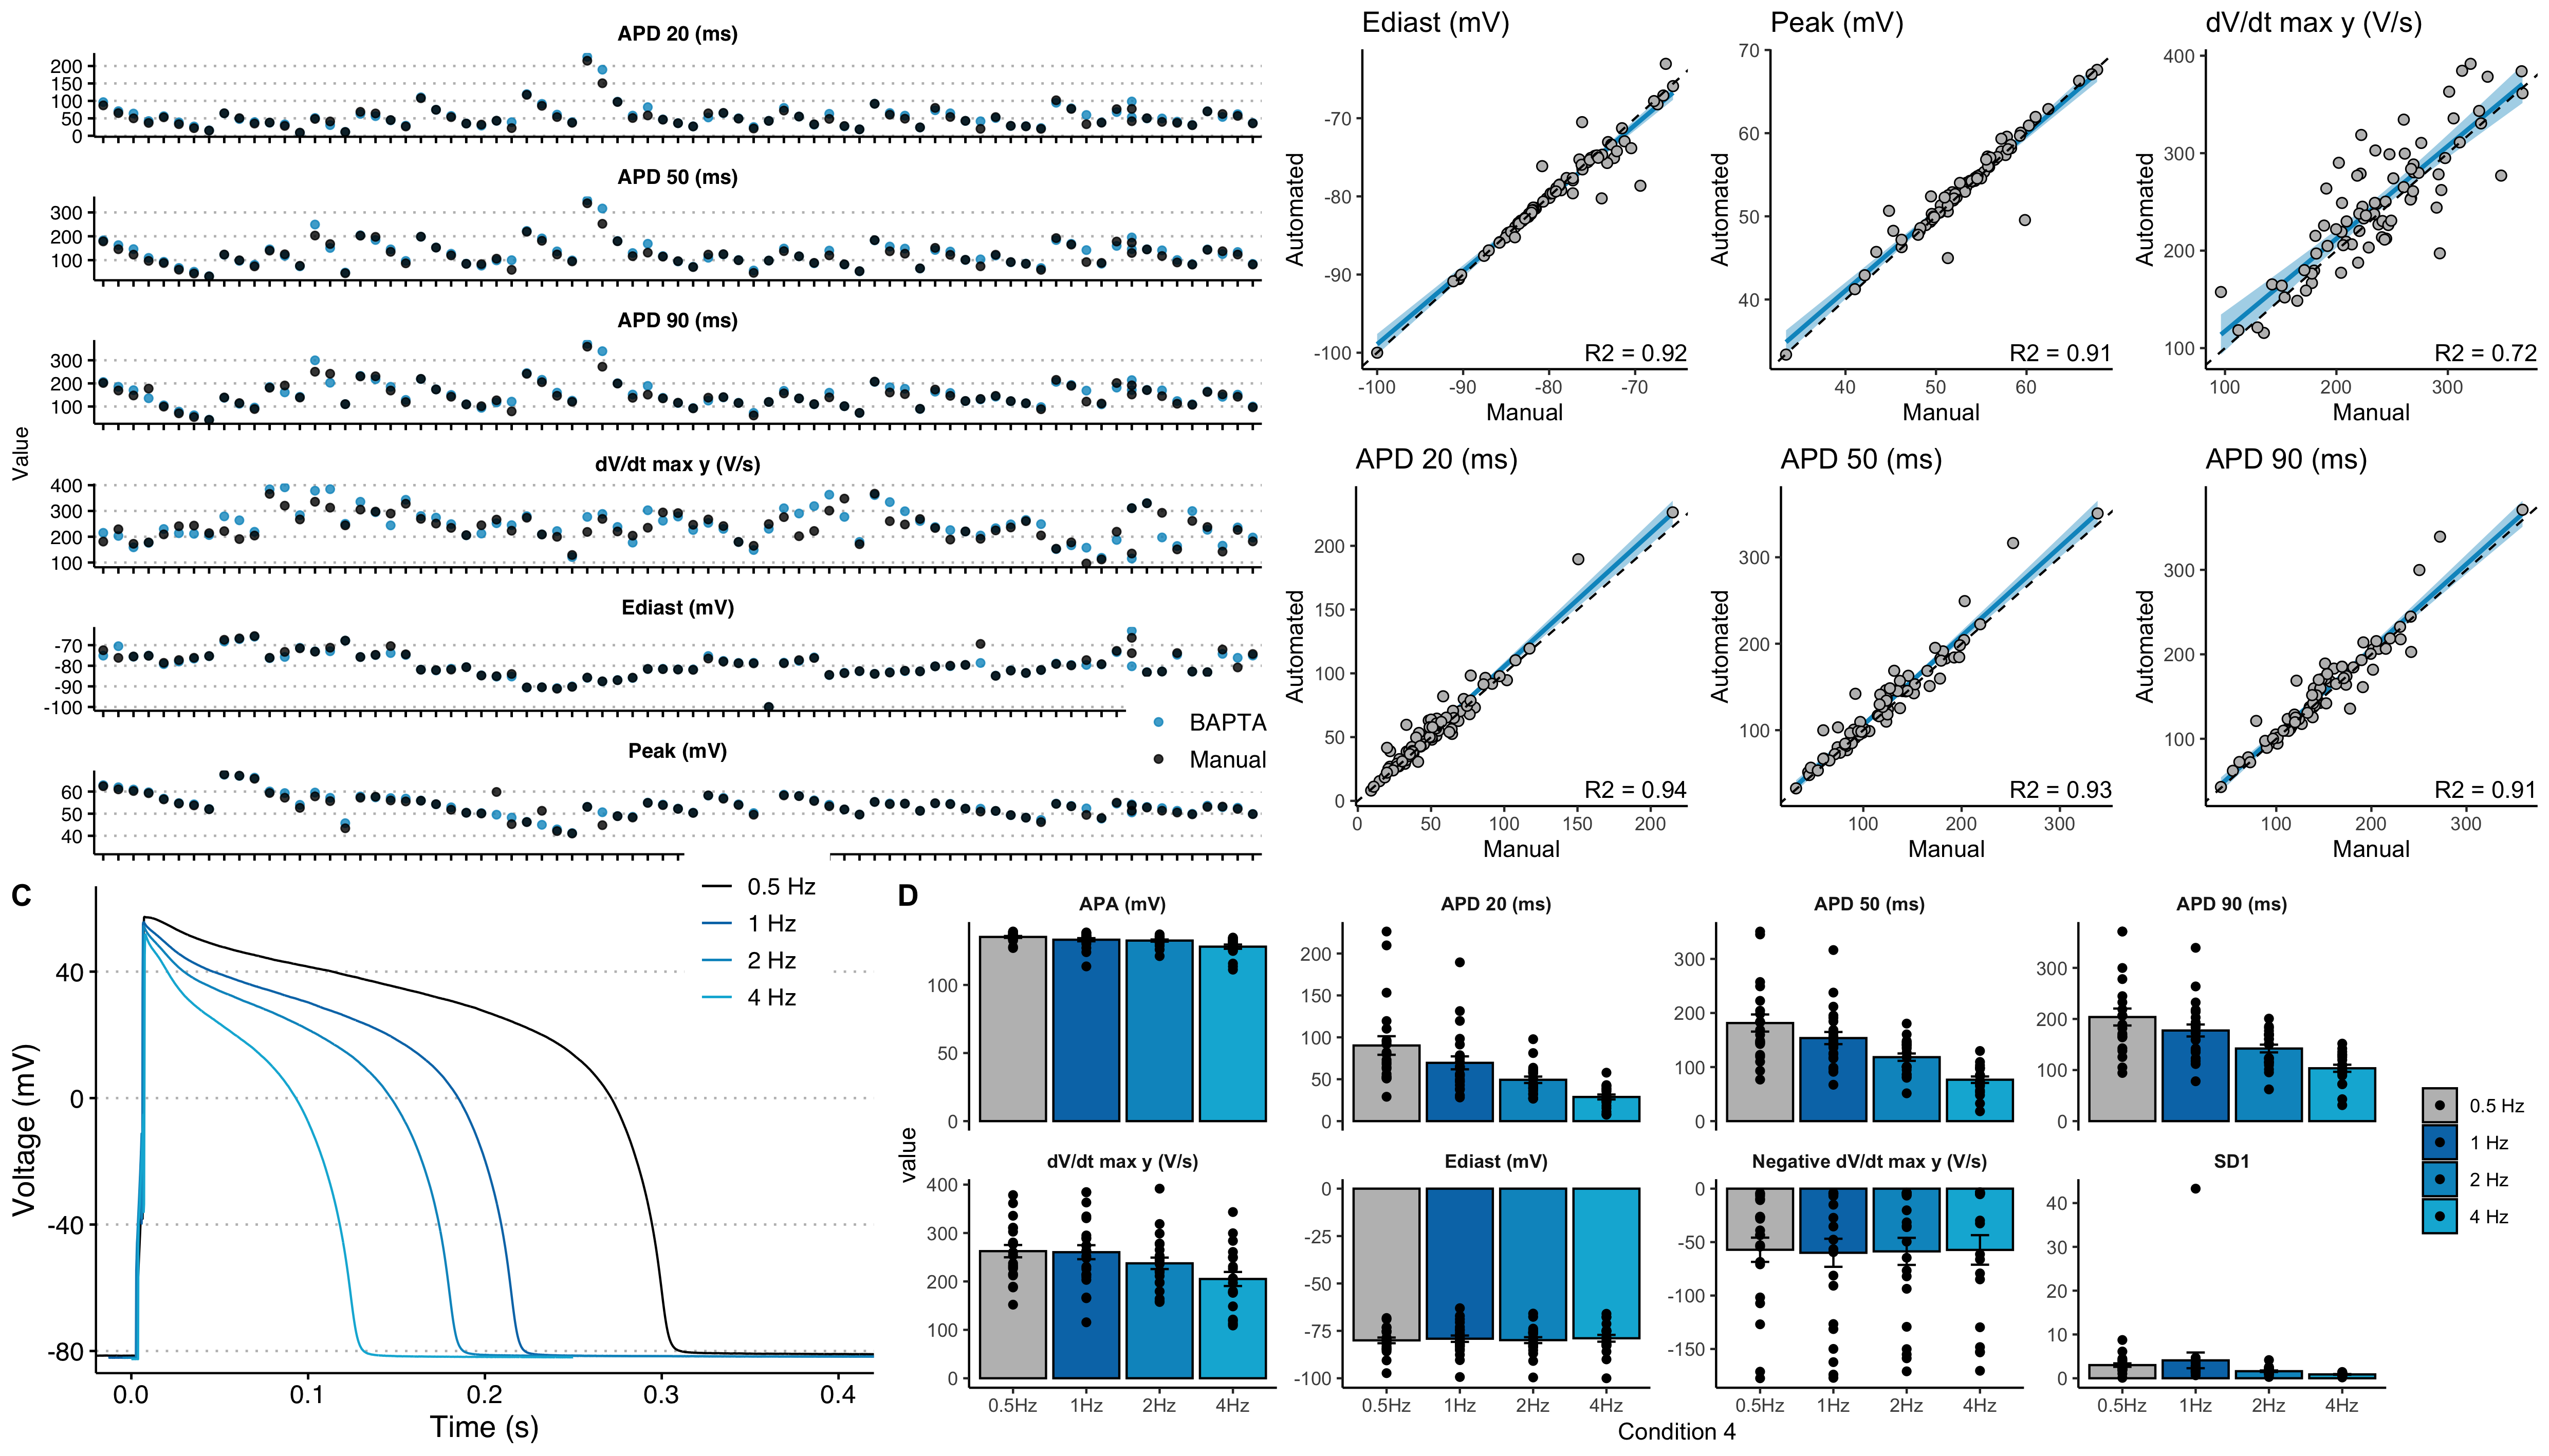 APD 20 (ms)
200
150
100
50
0
APD 50 (ms)
300
200
100
APD 90 (ms)
300
200
100
Value
dV/dt max y (V/s)
400
300
200
100
Ediast (mV)
-70
-80
-90
-100
BAPTA
Manual
Peak (mV)
60
50
40
Ediast (mV)
Automated
-70
-80
-90
-100
R2 = 0.92
-100 -90 -80 -70
Manual
Peak (mV)
Automated
70
60
50
40
R2 = 0.91
40 50 60
Manual
dV/dt max y (V/s)
Automated
400
300
200
100
R2 = 0.72
100 200 300
Manual
APD 20 (ms)
Automated
200
150
100
50
0
R2 = 0.94
0 50 100 150 200
Manual
APD 50 (ms)
Automated
300
200
100
R2 = 0.93
100 200 300
Manual
APD 90 (ms)
Automated
300
200
100
R2 = 0.91
100 200 300
Manual
C
0.5 Hz
1 Hz
2 Hz
4 Hz
Voltage (mV)
40
0
-40
-80
0.0 0.1 0.2 0.3 0.4
Time (s)
D
value
APA (mV)
100
50
0
APD 20 (ms)
200
150
100
50
0
APD 50 (ms)
300
200
100
0
APD 90 (ms)
300
200
100
0
dV/dt max y (V/s)
400
300
200
100
0
0.5Hz 1Hz 2Hz 4Hz
Ediast (mV)
0
-25
-50
-75
-100
0.5Hz 1Hz 2Hz 4Hz
Negative dV/dt max y (V/s)
0
-50
-100
-150
0.5Hz 1Hz 2Hz 4Hz
SD1
40
30
20
10
0
0.5Hz 1Hz 2Hz 4Hz
Condition 4
0.5 Hz
1 Hz
2 Hz
4 Hz